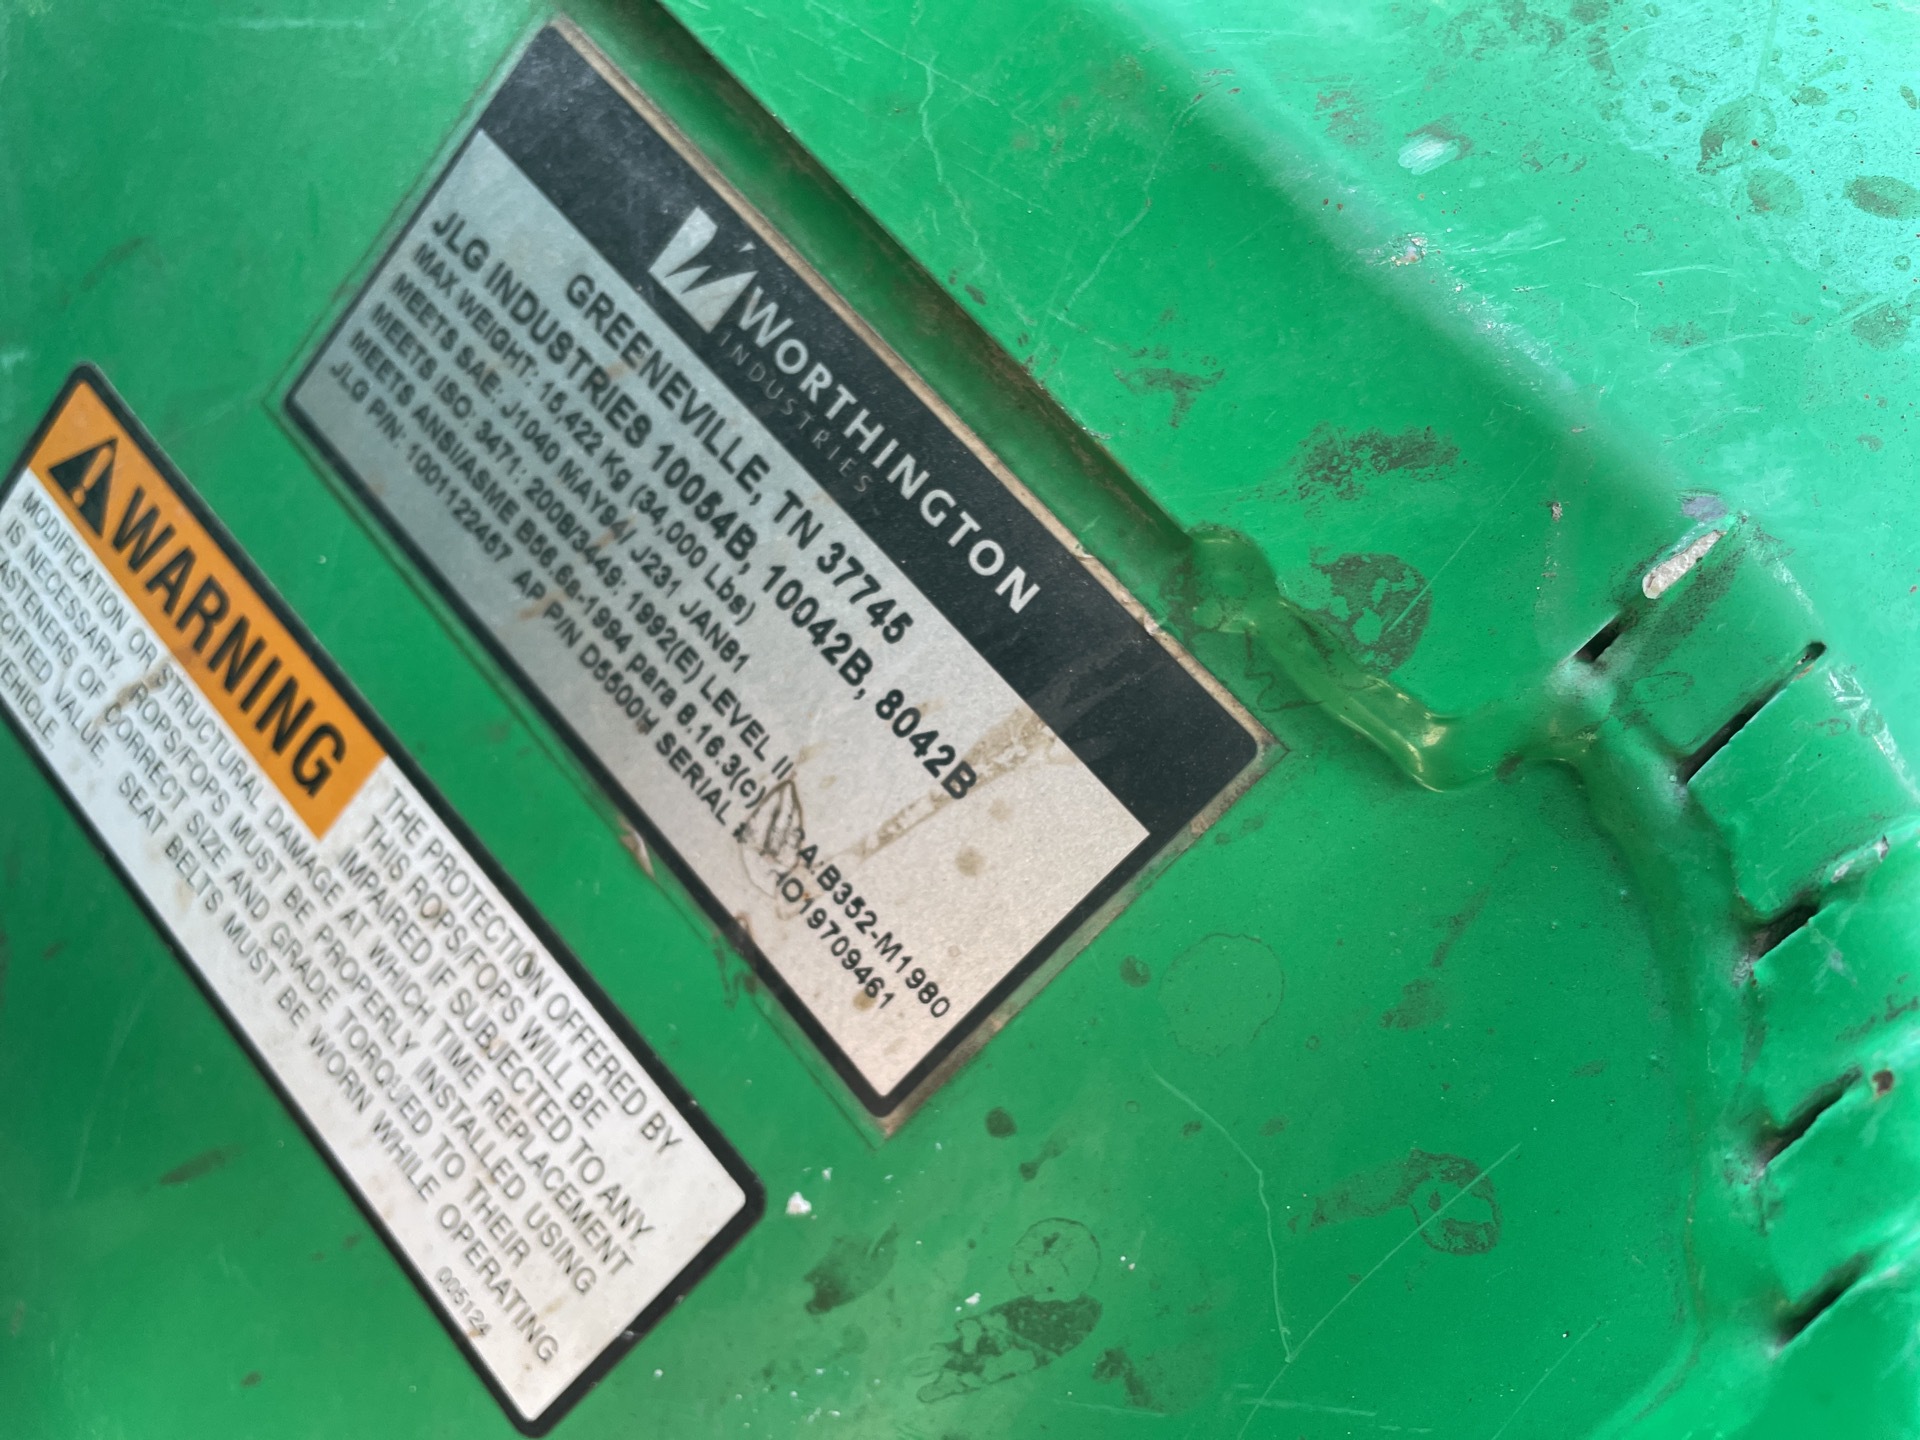 WORTHINGTON
INDUSTRIES
GREENEVILLE, TN 37745
JLG INDUSTRIES 10054B, 10042B, 8042B
MAX WEIGHT: 15,422 Kg (34,000 Lbs)
MEETS SAE: J1040 MAY94/ J231 JAN81
MEETS ISO: 3471: 2008/3449: 1992(E) LEVEL II
MEETS ANSI/ASME B56.6a-1994 para 8.16.3(c) A:B352-M1980
JLG P/N: 1001122457 AP P/N D5500H SERIAL HQ19709461
WARNING
THE PROTECTION OFFERED BY
THIS ROPS/FOPS WILL BE
IMPAIRED IF SUBJECTED TO ANY
MODIFICATION OR STRUCTURAL DAMAGE AT WHICH TIME REPLACEMENT
IS NECESSARY. ROPS/FOPS MUST BE PROPERLY INSTALLED USING
FASTENERS OF CORRECT SIZE AND GRADE TORQUED TO THEIR
SPECIFIED VALUE. SEAT BELTS MUST BE WORN WHILE OPERATING
VEHICLE.
005124